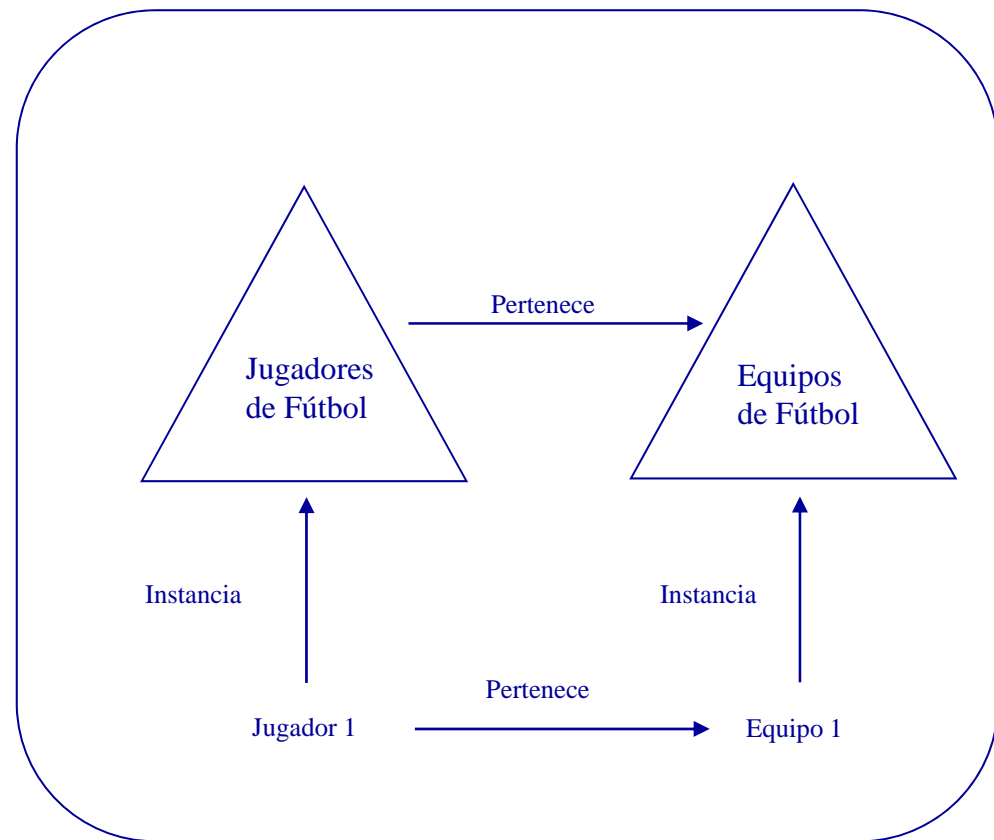 Pertenece
Jugadores
de Fútbol
Equipos
de Fútbol
Instancia
Instancia
Pertenece
Jugador 1
Equipo 1